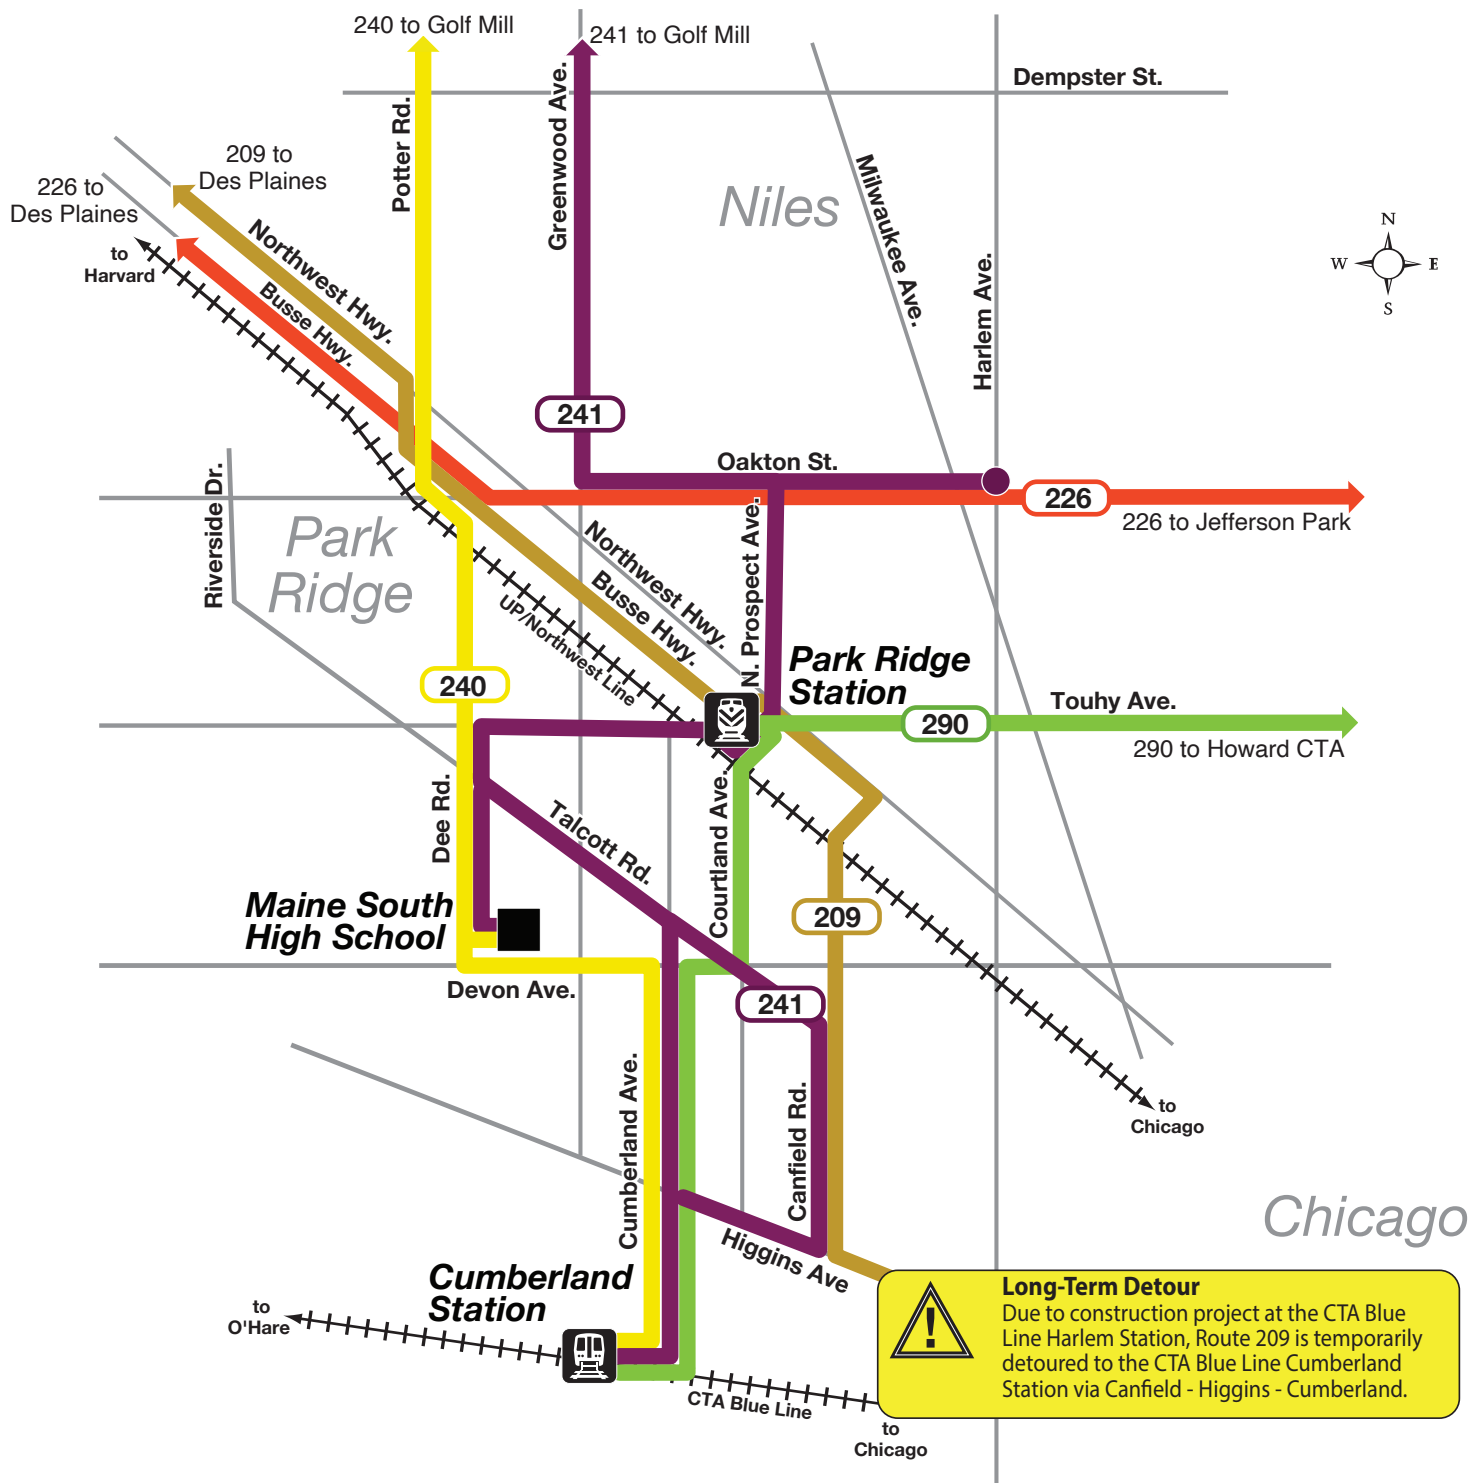 240 to Golf Mill
241 to Golf Mill
Dempster St.
Potter Rd.
Greenwood Ave.
209 to
Des Plaines
226 to
Des Plaines
to
Harvard
Northwest Hwy.
Busse Hwy.
Niles
Milwaukee Ave.
Harlem Ave.
N
W
E
S
241
Oakton St.
226
226 to Jefferson Park
Riverside Dr.
Park
Ridge
Northwest Hwy.
Busse Hwy.
UP/Northwest Line
N. Prospect Ave.
Park Ridge
Station
240
290
Touhy Ave.
290 to Howard CTA
Dee Rd.
Talcott Rd.
Courtland Ave.
Maine South
High School
209
Devon Ave.
241
Cumberland Ave.
Canfield Rd.
to
Chicago
Higgins Ave
Chicago
Cumberland
Station
to
O'Hare
CTA Blue Line
to
Chicago
!
Long-Term Detour
Due to construction project at the CTA Blue
Line Harlem Station, Route 209 is temporarily
detoured to the CTA Blue Line Cumberland
Station via Canfield - Higgins - Cumberland.